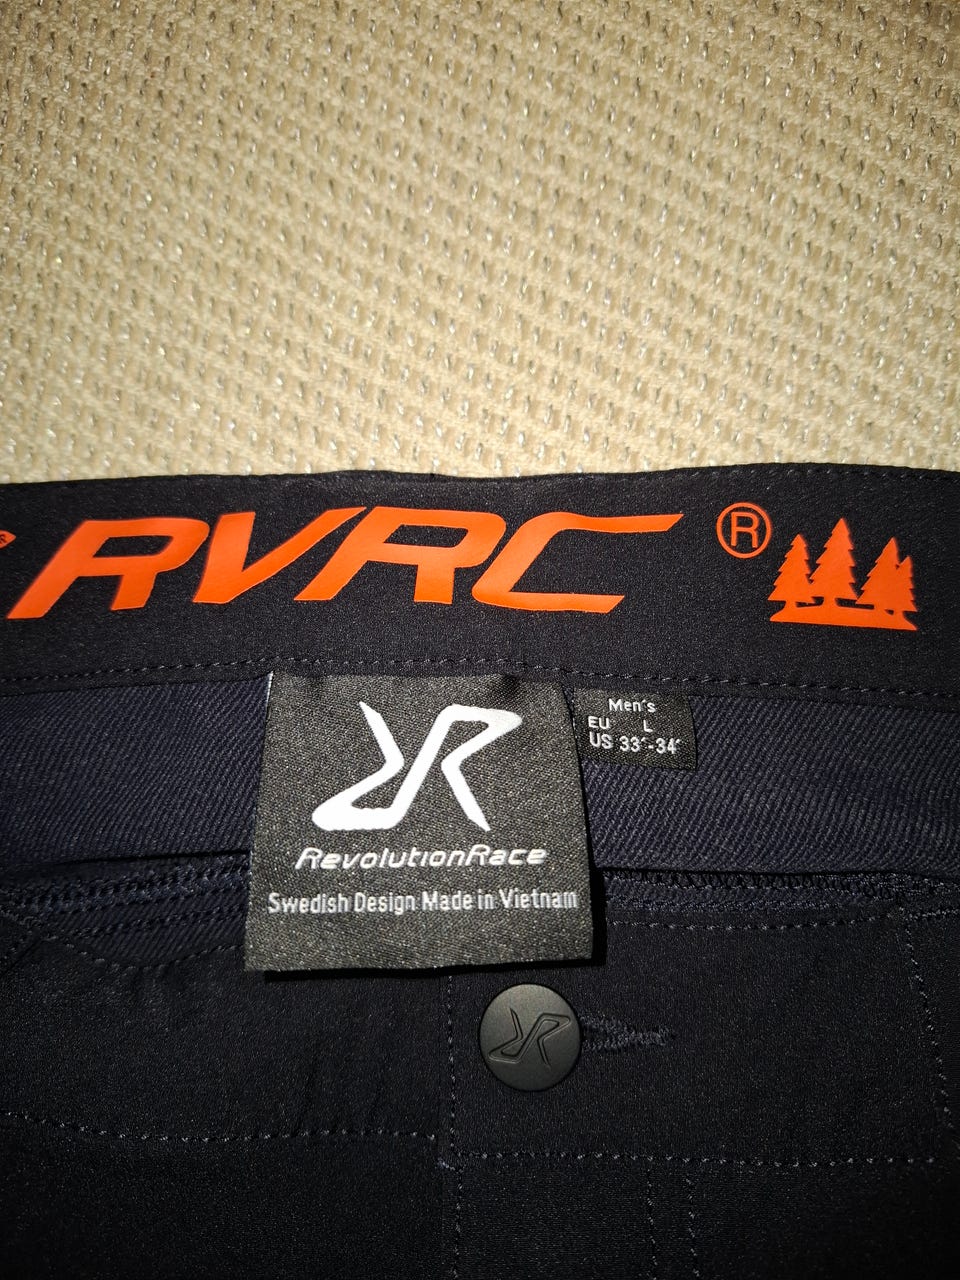 RVRC ®
RevolutionRace
Swedish Design Made in Vietnam
Men's
EU L
US 33"-34"